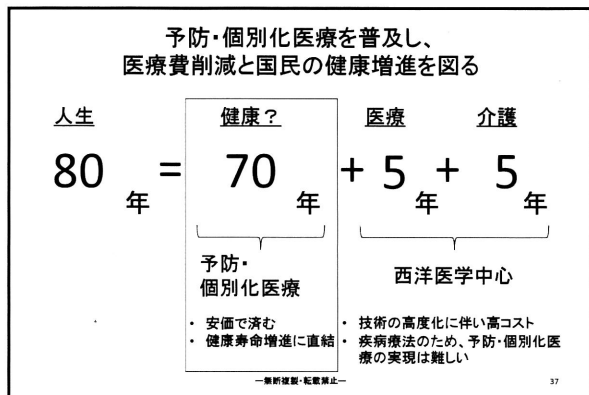 予防・個別化医療を普及し、
医療費削減と国民の健康増進を図る
人生 健康？ 医療 介護
80年 = 70年 + 5年 + 5年
予防・
個別化医療
• 安価で済む
• 健康寿命増進に直結
西洋医学中心
• 技術の高度化に伴い高コスト
• 疾病療法のため、予防・個別化医
療の実現は難しい
―無断複製・転載禁止―
37